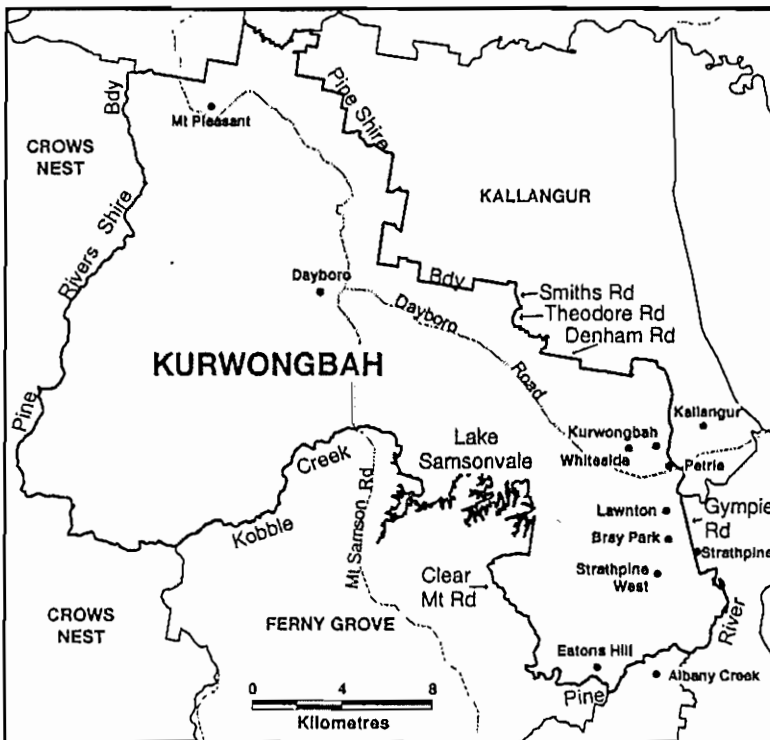 Mt Pleasant
Bdy
Pine Shire
CROWS
NEST
KALLANGUR
Rivers Shire
Dayboro
Bdy
Smiths Rd
Theodore Rd
Denham Rd
Dayboro
Road
KURWONGBAH
Pine
Kallangur
Kurwongbah
Whiteside
Petrie
Lake
Samsonvale
Creek
Kobble
Mt Samson Rd
Lawnton
Gympie
Rd
Bray Park
Strathpine
Strathpine
West
Clear
Mt Rd
CROWS
NEST
FERNY GROVE
River
Eatons Hill
Albany Creek
Pine
0 4 8
Kilometres